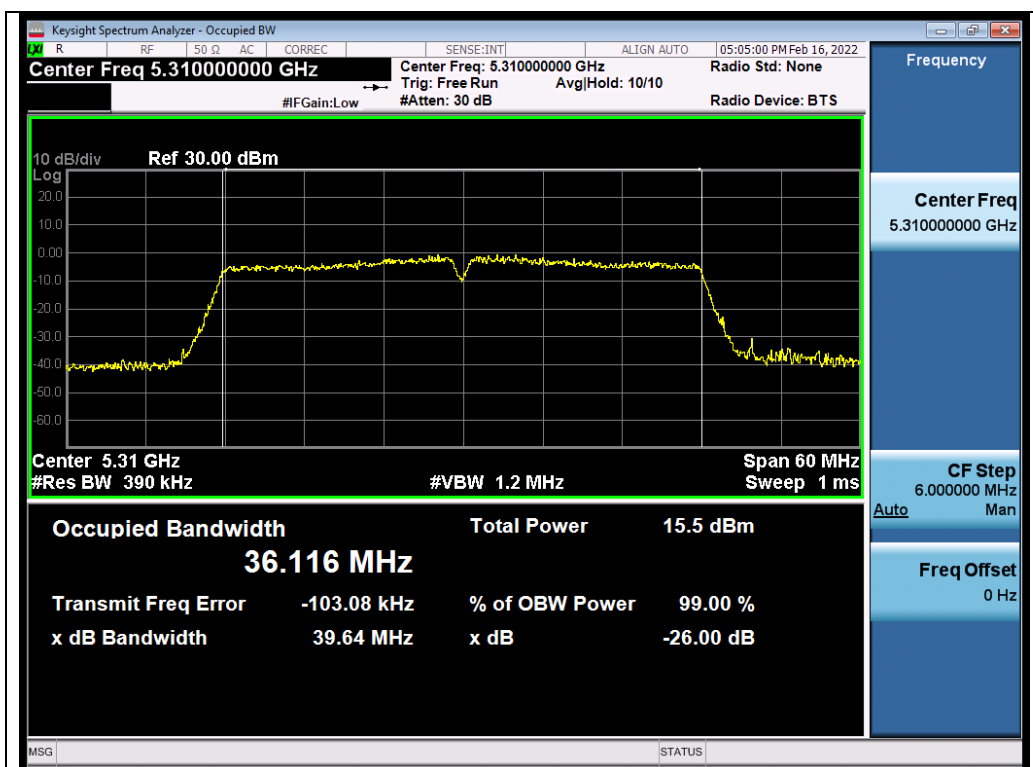 Keysight Spectrum Analyzer - Occupied BW
LXI R RF 50 Ω AC CORREC SENSE:INT ALIGN AUTO 05:05:00 PM Feb 16, 2022
Center Freq 5.310000000 GHz
Center Freq: 5.310000000 GHz Radio Std: None
Trig: Free Run Avg|Hold: 10/10
#IFGain:Low #Atten: 30 dB Radio Device: BTS
10 dB/div Ref 30.00 dBm
Log
20.0
10.0
0.00
-10.0
-20.0
-30.0
-40.0
-50.0
-60.0
Center 5.31 GHz Span 60 MHz
#Res BW 390 kHz #VBW 1.2 MHz Sweep 1 ms
Occupied Bandwidth Total Power 15.5 dBm
36.116 MHz
Transmit Freq Error -103.08 kHz % of OBW Power 99.00 %
x dB Bandwidth 39.64 MHz x dB -26.00 dB
Frequency
Center Freq
5.310000000 GHz
CF Step
6.000000 MHz
Auto Man
Freq Offset
0 Hz
MSG STATUS